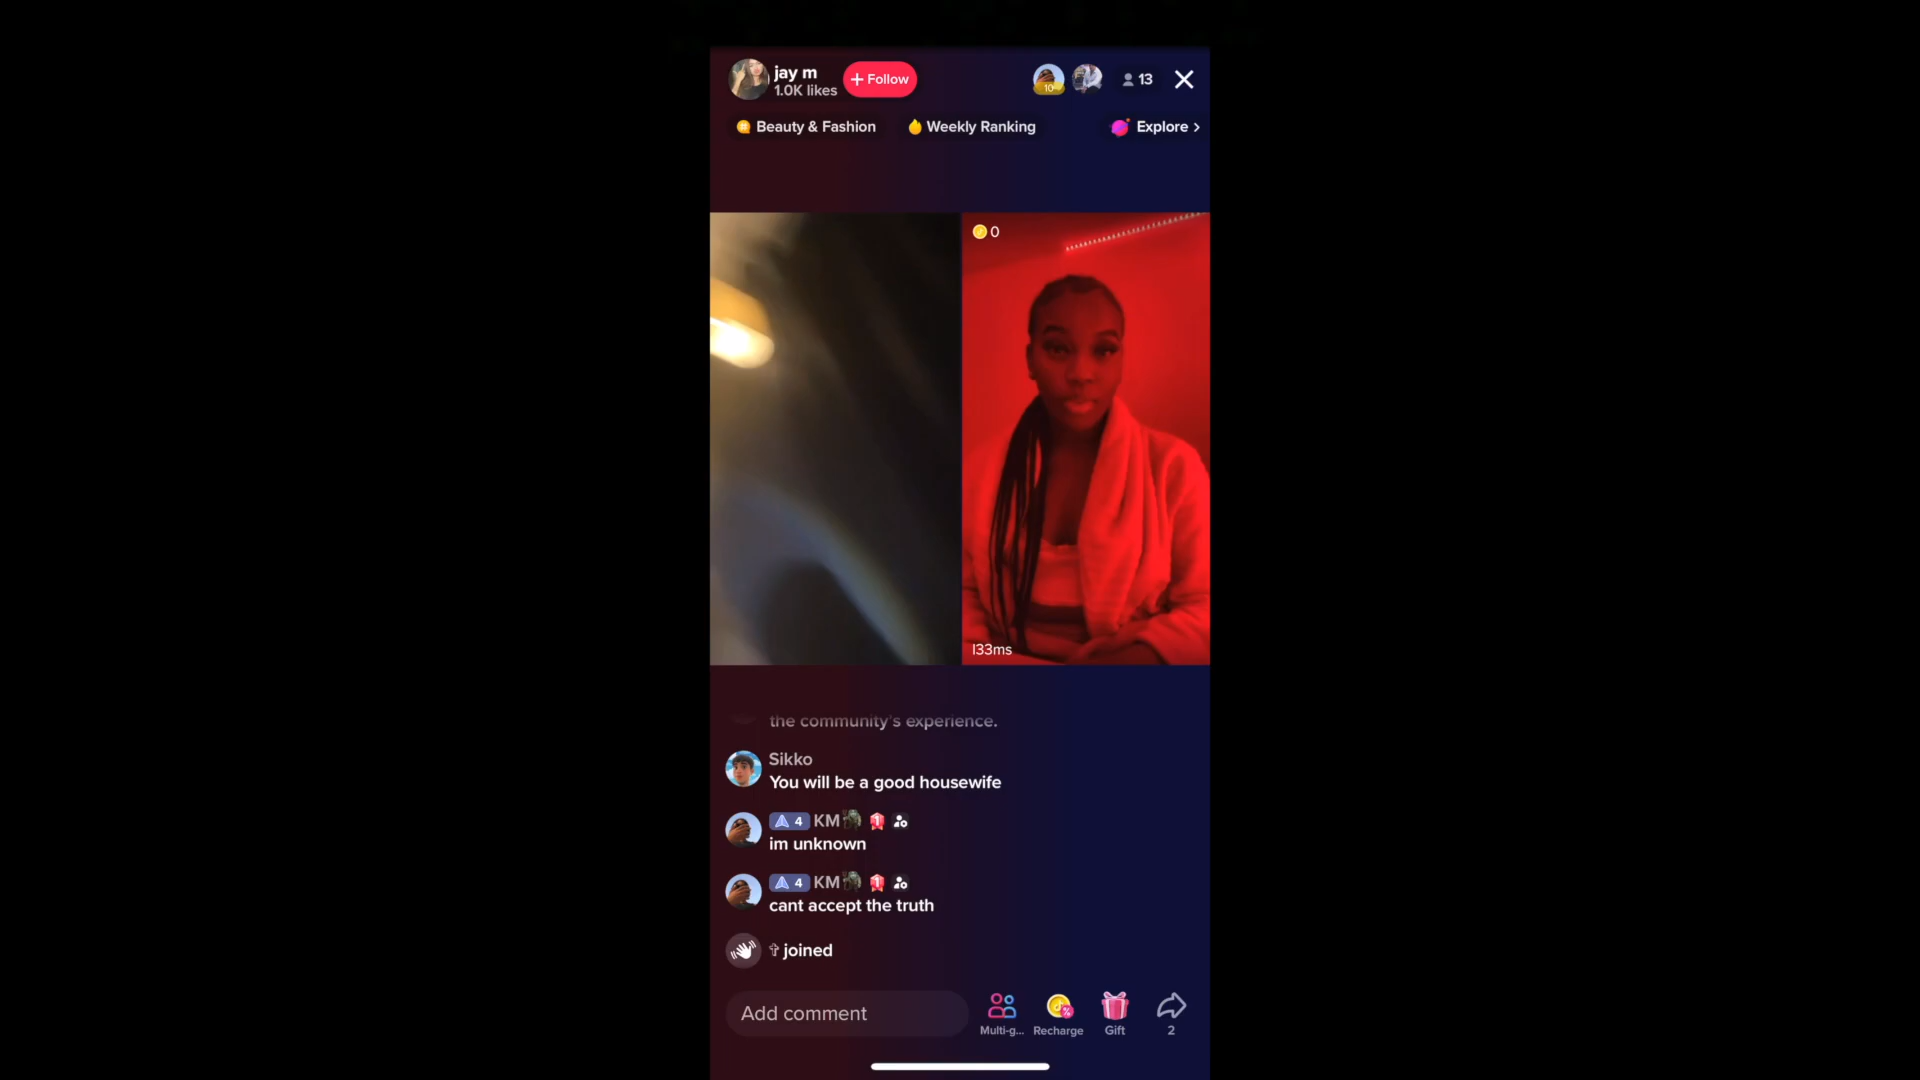 jay m
1.0K likes
+ Follow
10
13
Beauty & Fashion
Weekly Ranking
Explore >
0
133ms
the community's experience.
Sikko
You will be a good housewife
4 KM 1
im unknown
4 KM 1
cant accept the truth
✞ joined
Add comment
Multi-g...
Recharge
Gift
2